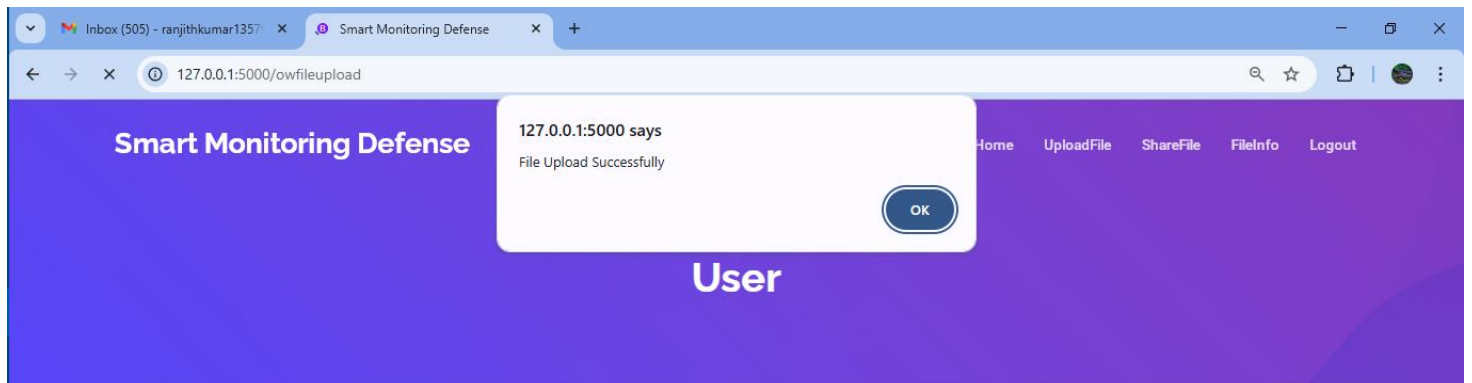 Inbox (505) - ranjithkumar1357
Smart Monitoring Defense
127.0.0.1:5000/owfileupload
Smart Monitoring Defense
127.0.0.1:5000 says
File Upload Successfully
OK
Home UploadFile ShareFile FileInfo Logout
User